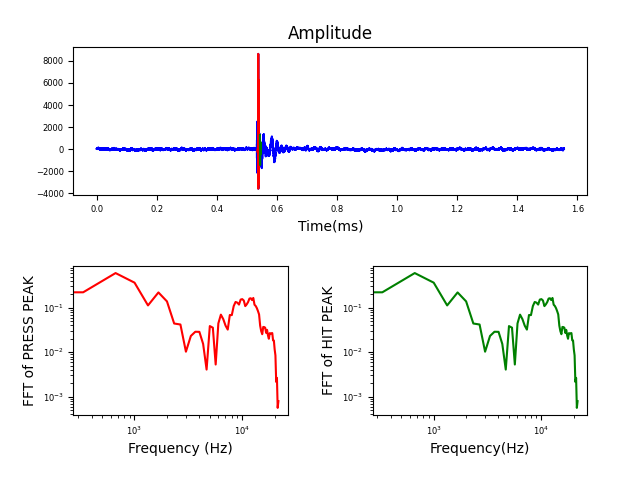 Amplitude
8000
6000
4000
2000
0
−2000
−4000
0.0 0.2 0.4 0.6 0.8 1.0 1.2 1.4 1.6
Time(ms)
FFT of PRESS PEAK
10⁻¹
10⁻²
10⁻³
10³ 10⁴
Frequency (Hz)
FFT of HIT PEAK
10⁻¹
10⁻²
10⁻³
10³ 10⁴
Frequency(Hz)